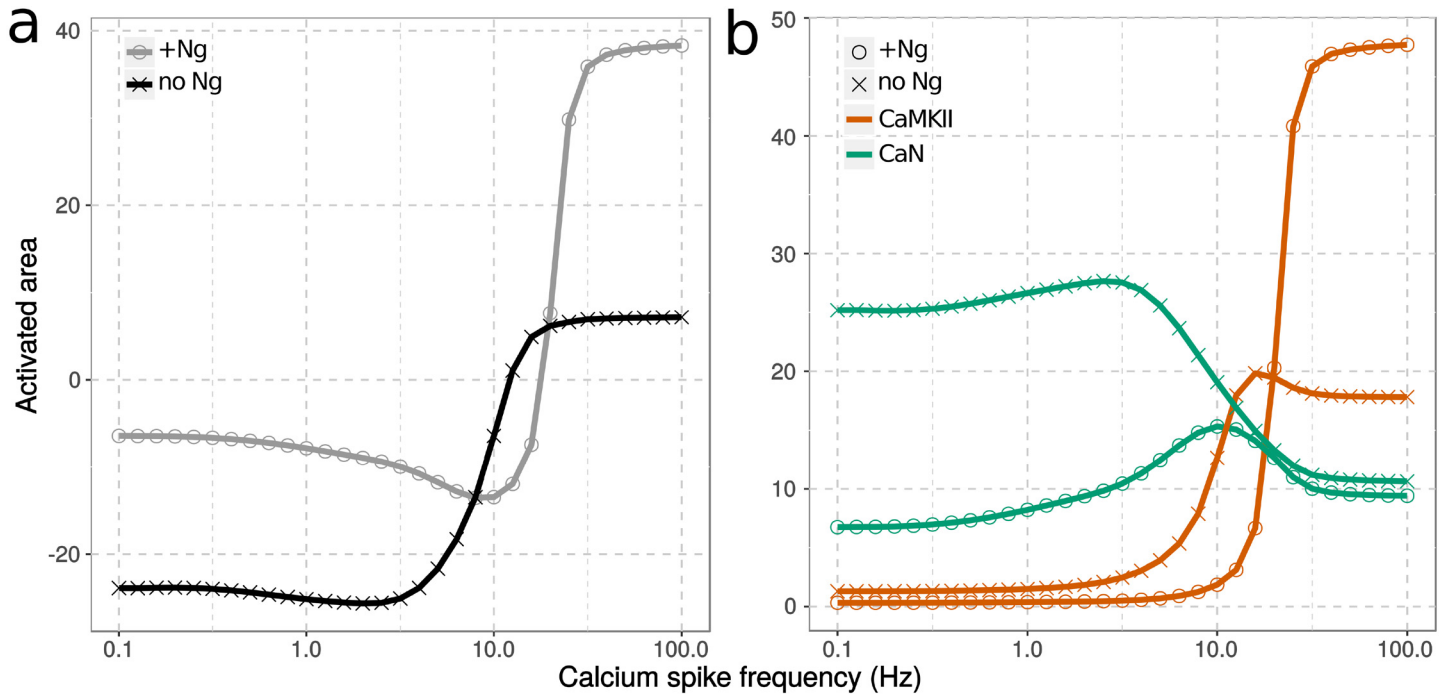 a
+Ng
no Ng
40
20
0
-20
0.1
1.0
10.0
100.0
Activated area
b
+Ng
no Ng
CaMKII
CaN
50
40
30
20
10
0
0.1
1.0
10.0
100.0
Calcium spike frequency (Hz)